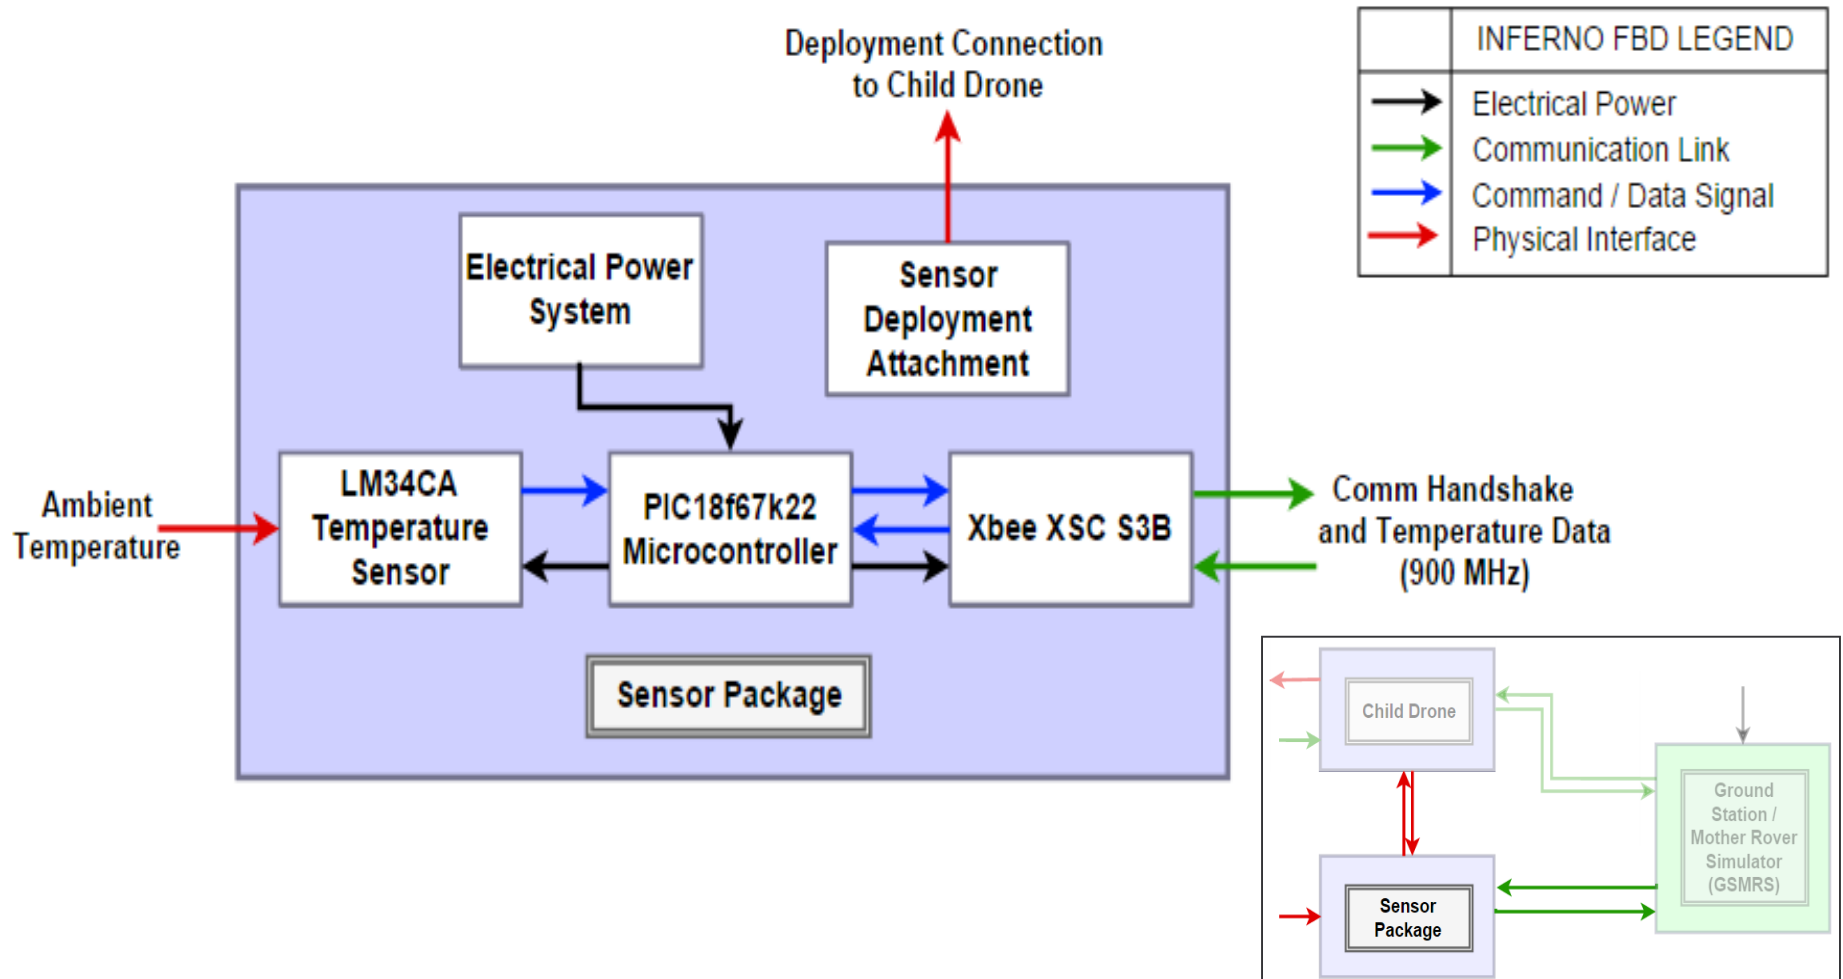 Deployment Connection
to Child Drone
INFERNO FBD LEGEND
Electrical Power
Communication Link
Command / Data Signal
Physical Interface
Electrical Power
System
Sensor
Deployment
Attachment
Ambient
Temperature
LM34CA
Temperature
Sensor
PIC18f67k22
Microcontroller
Xbee XSC S3B
Comm Handshake
and Temperature Data
(900 MHz)
Sensor Package
Child Drone
Ground
Station /
Mother Rover
Simulator
(GSMRS)
Sensor
Package